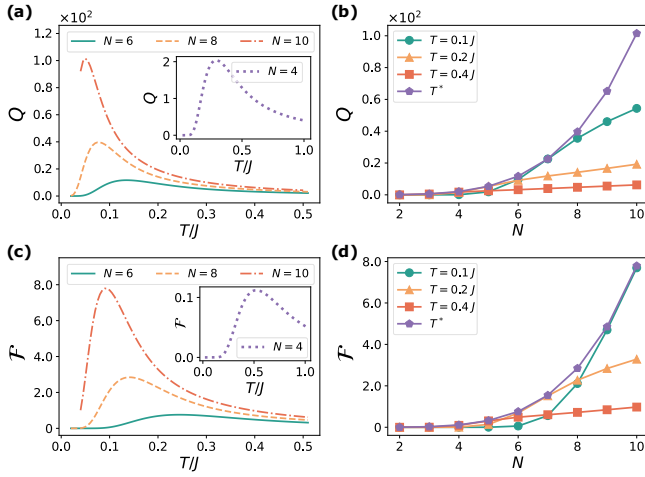 (a)
×10²
N = 6 N = 8 N = 10
1.2
1.0
0.8
0.6
0.4
0.2
0.0
Q
0.0 0.1 0.2 0.3 0.4 0.5
T/J
2
1
0
Q
N = 4
0.0 0.5 1.0
T/J
(b)
×10²
1.0
0.8
0.6
0.4
0.2
0.0
Q
T = 0.1 J
T = 0.2 J
T = 0.4 J
T*
2 4 6 8 10
N
(c)
N = 6 N = 8 N = 10
8.0
6.0
4.0
2.0
0
ℱ
0.0 0.1 0.2 0.3 0.4 0.5
T/J
0.1
0.0
ℱ
N = 4
0.0 0.5 1.0
T/J
(d)
8.0
6.0
4.0
2.0
0.0
ℱ
T = 0.1 J
T = 0.2 J
T = 0.4 J
T*
2 4 6 8 10
N